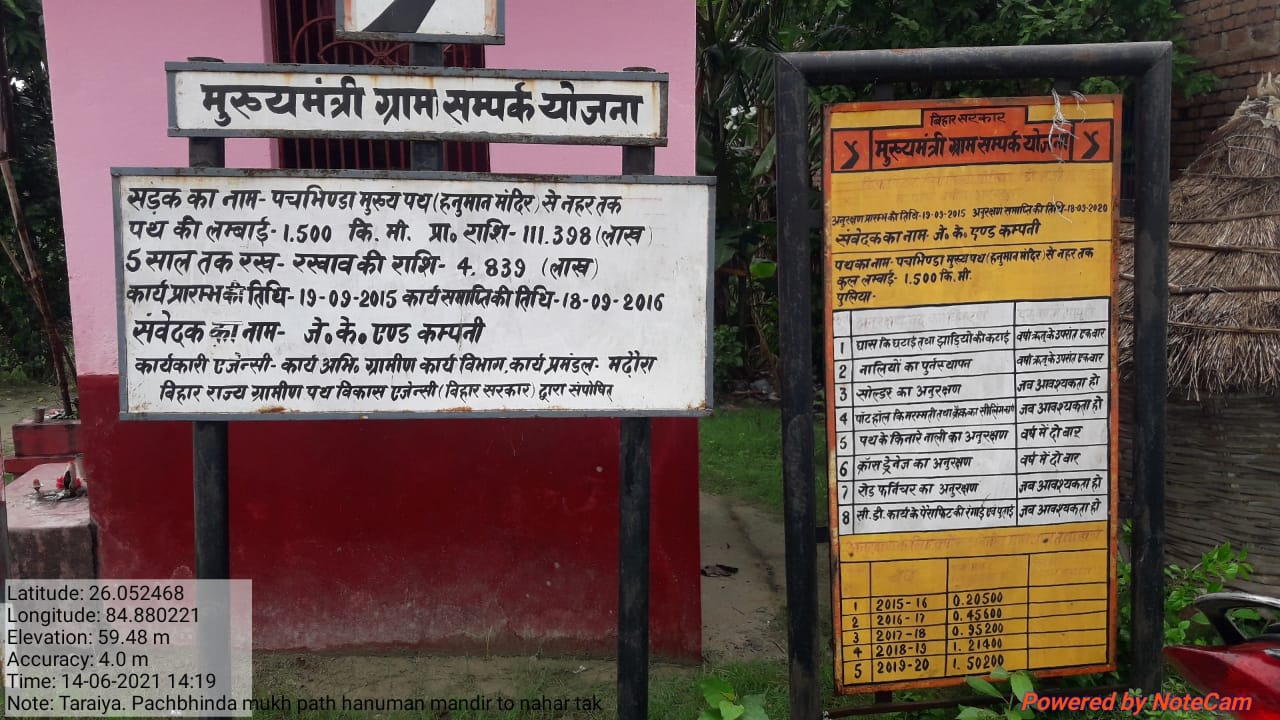 मुख्यमंत्री ग्राम सम्पर्क योजना
सड़क का नाम- पचभिण्डा मुख्य पथ (हनुमान मंदिर) से नहर तक
पथ की लम्बाई- 1.500 कि. मी. प्रा० राशि- 111.398 (लाख)
5 साल तक रख- रखाव की राशि- 4.839 (लाख)
कार्य प्रारम्भ की तिथि- 19-09-2015 कार्य समाप्ति की तिथि- 18-09-2016
संवेदक का नाम- जे० के० एण्ड कम्पनी
कार्यकारी एजेन्सी- कार्य अभि. ग्रामीण कार्य विभाग, कार्य प्रमंडल- मढ़ौरा
बिहार राज्य ग्रामीण पथ विकास एजेन्सी (बिहार सरकार) द्वारा संपोषित
बिहार सरकार
मुख्यमंत्री ग्राम सम्पर्क योजना
अनुरक्षण प्रारम्भ की तिथि- 19-09-2015 अनुरक्षण समाप्ति की तिथि- 18-09-2020
संवेदक का नाम- जे० के० एण्ड कम्पनी
पथ का नाम- पचभिण्डा मुख्य पथ (हनुमान मंदिर) से नहर तक
कुल लम्बाई- 1.500 कि. मी.
पुलिया-
1 घास कि घटाई तथा झाड़ियो की कटाई वर्षा ऋतु के उपरांत एक बार
2 नालियों का पुर्नस्थापन वर्षा ऋतु के उपरांत एक बार
3 सोल्डर का अनुरक्षण जब आवश्यकता हो
4 पॉट हॉल कि मरम्मती तथा जब आवश्यकता हो
5 पथ के किनारे नाली का अनुरक्षण वर्ष में दो बार
6 क्रॉस ड्रेनेज का अनुरक्षण वर्ष में दो बार
7 रोड फर्निचर का अनुरक्षण जब आवश्यकता हो
8 सी. डी. कार्य के पेराफिट की रंगाई एवं पुताई जब आवश्यकता हो
1 2015-16 0.20500
2 2016-17 0.45600
3 2017-18 0.95200
4 2018-19 1.21400
5 2019-20 1.50200
Latitude: 26.052468
Longitude: 84.880221
Elevation: 59.48 m
Accuracy: 4.0 m
Time: 14-06-2021 14:19
Note: Taraiya. Pachbhinda mukh path hanuman mandir to nahar tak
Powered by NoteCam